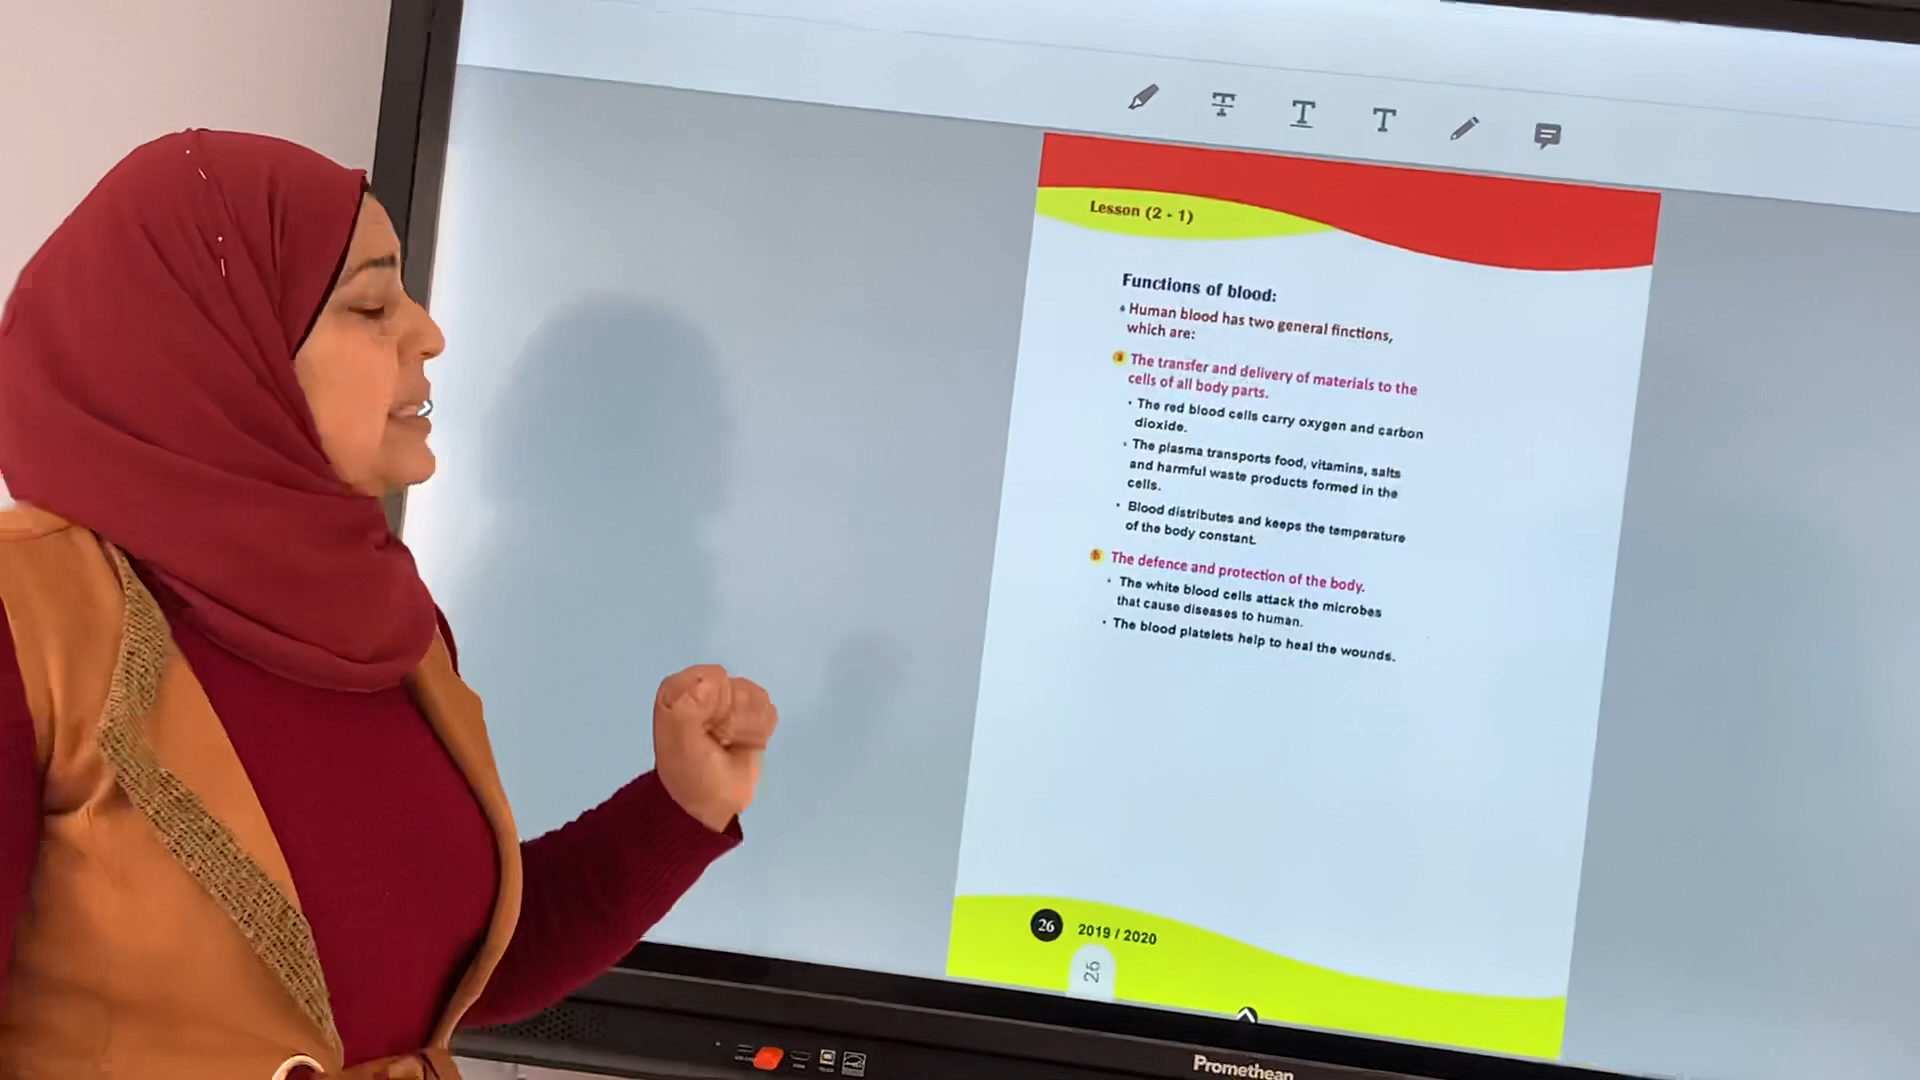 Lesson (2 - 1)
Functions of blood:
• Human blood has two general finctions,
which are:
a The transfer and delivery of materials to the
cells of all body parts.
• The red blood cells carry oxygen and carbon
dioxide.
• The plasma transports food, vitamins, salts
and harmful waste products formed in the
cells.
• Blood distributes and keeps the temperature
of the body constant.
b The defence and protection of the body.
• The white blood cells attack the microbes
that cause diseases to human.
• The blood platelets help to heal the wounds.
26 2019 / 2020
26
Promethean